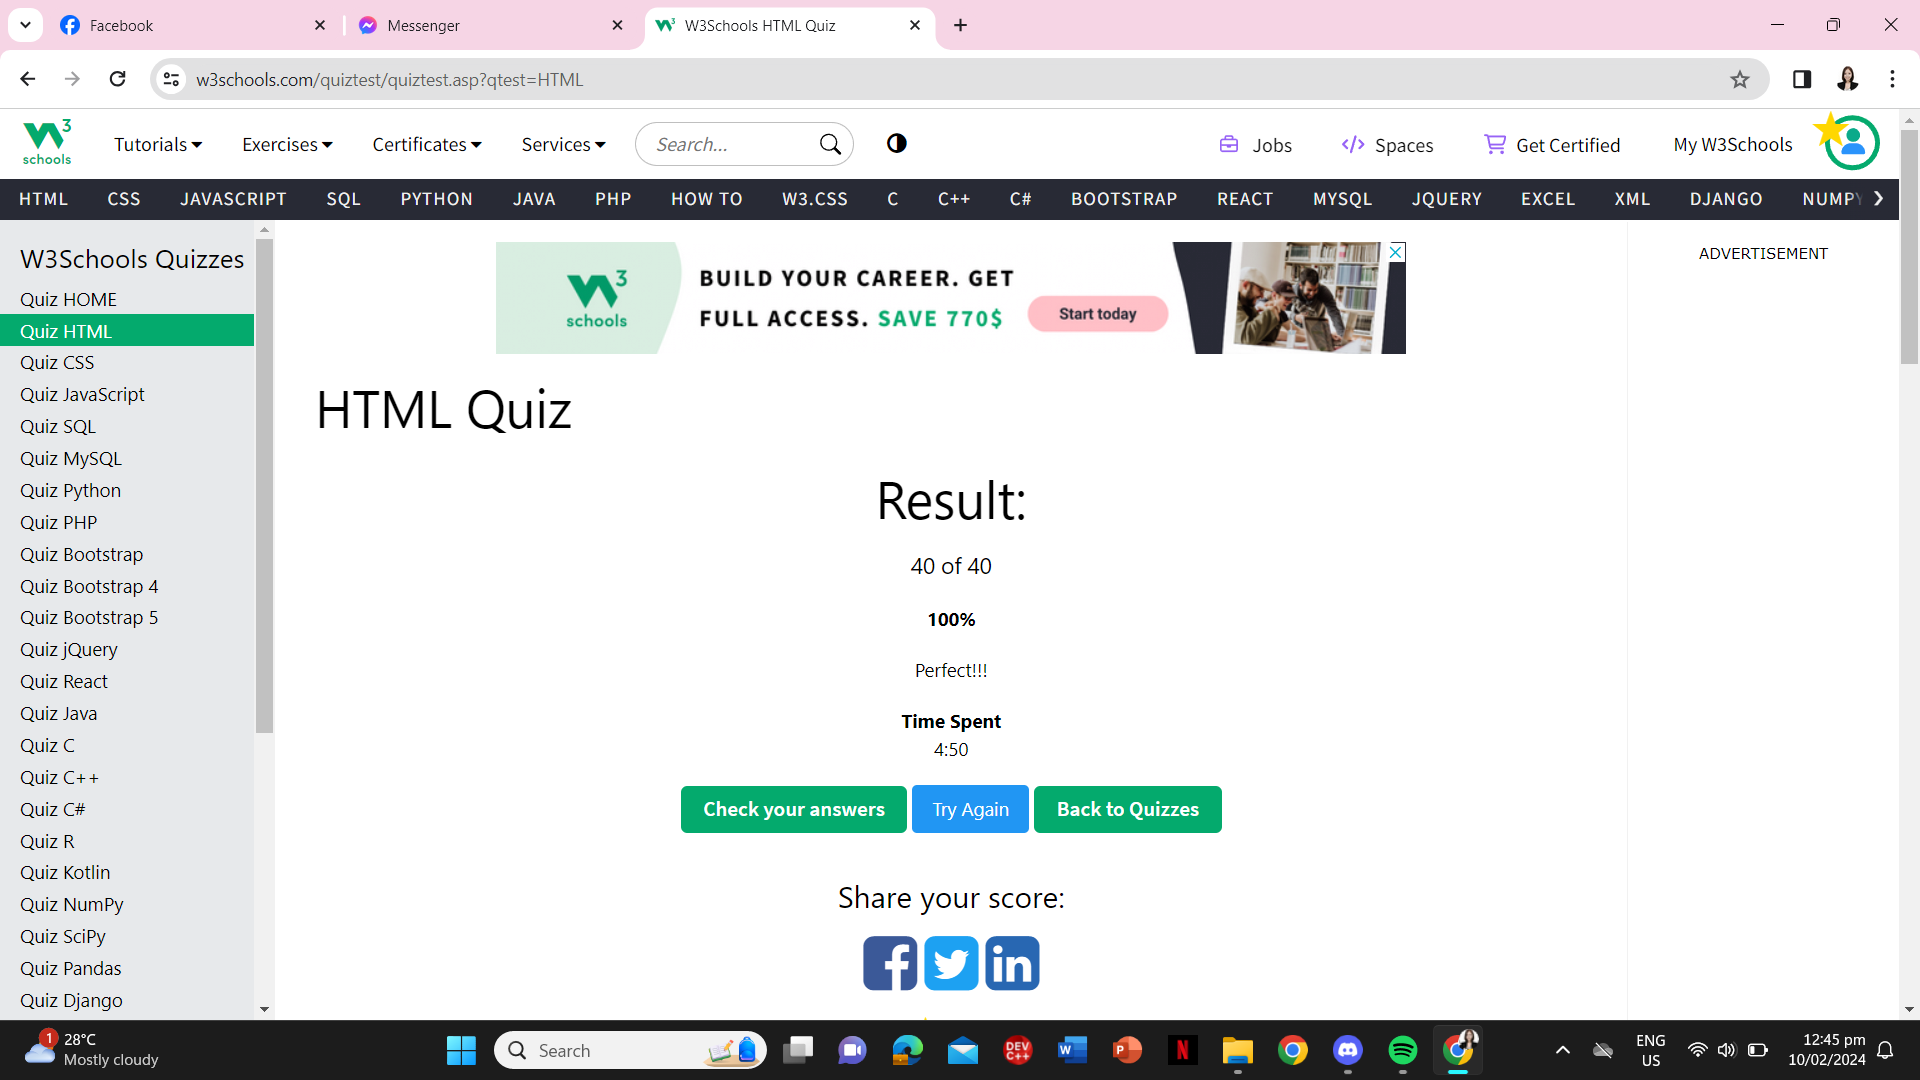 Facebook
Messenger
W3Schools HTML Quiz
w3schools.com/quiztest/quiztest.asp?qtest=HTML
3
schools
Tutorials
Exercises
Certificates
Services
Search...
Jobs
Spaces
Get Certified
My W3Schools
HTML CSS JAVASCRIPT SQL PYTHON JAVA PHP HOW TO W3.CSS C C++ C# BOOTSTRAP REACT MYSQL JQUERY EXCEL XML DJANGO NUMPY
W3Schools Quizzes
Quiz HOME
Quiz HTML
Quiz CSS
Quiz JavaScript
Quiz SQL
Quiz MySQL
Quiz Python
Quiz PHP
Quiz Bootstrap
Quiz Bootstrap 4
Quiz Bootstrap 5
Quiz jQuery
Quiz React
Quiz Java
Quiz C
Quiz C++
Quiz C#
Quiz R
Quiz Kotlin
Quiz NumPy
Quiz SciPy
Quiz Pandas
Quiz Django
3
schools
BUILD YOUR CAREER. GET
FULL ACCESS. SAVE 770$
Start today
ADVERTISEMENT
HTML Quiz
Result:
40 of 40
100%
Perfect!!!
Time Spent
4:50
Check your answers
Try Again
Back to Quizzes
Share your score:
1
28°C
Mostly cloudy
Search
DEV
C++
ENG
US
12:45 pm
10/02/2024